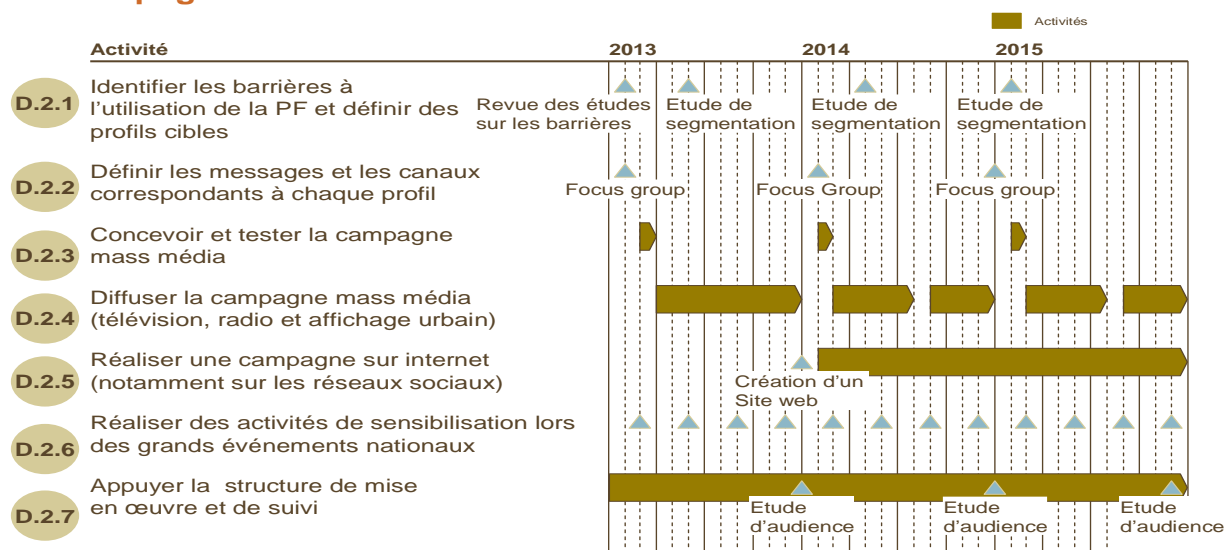 Activités
Activité 2013 2014 2015
D.2.1 Identifier les barrières à
l'utilisation de la PF et définir des
profils cibles
Revue des études
sur les barrières
Etude de
segmentation
Etude de
segmentation
Etude de
segmentation
D.2.2 Définir les messages et les canaux
correspondants à chaque profil
Focus group
Focus Group
Focus group
D.2.3 Concevoir et tester la campagne
mass média
D.2.4 Diffuser la campagne mass média
(télévision, radio et affichage urbain)
D.2.5 Réaliser une campagne sur internet
(notamment sur les réseaux sociaux)
Création d'un
Site web
D.2.6 Réaliser des activités de sensibilisation lors
des grands événements nationaux
D.2.7 Appuyer la structure de mise
en œuvre et de suivi
Etude
d'audience
Etude
d'audience
Etude
d'audience